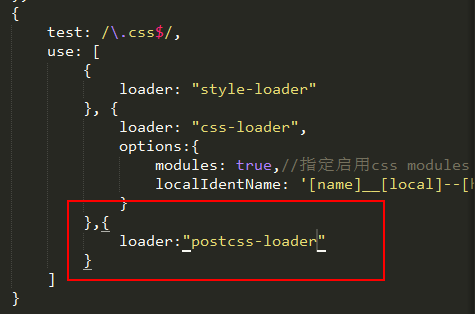 {
test: /\.css$/,
use: [
{
loader: "style-loader"
}, {
loader: "css-loader",
options:{
modules: true,//指定启用css modules
localIdentName: '[name]__[local]--[
}
},{
loader:"postcss-loader"
}
]
}